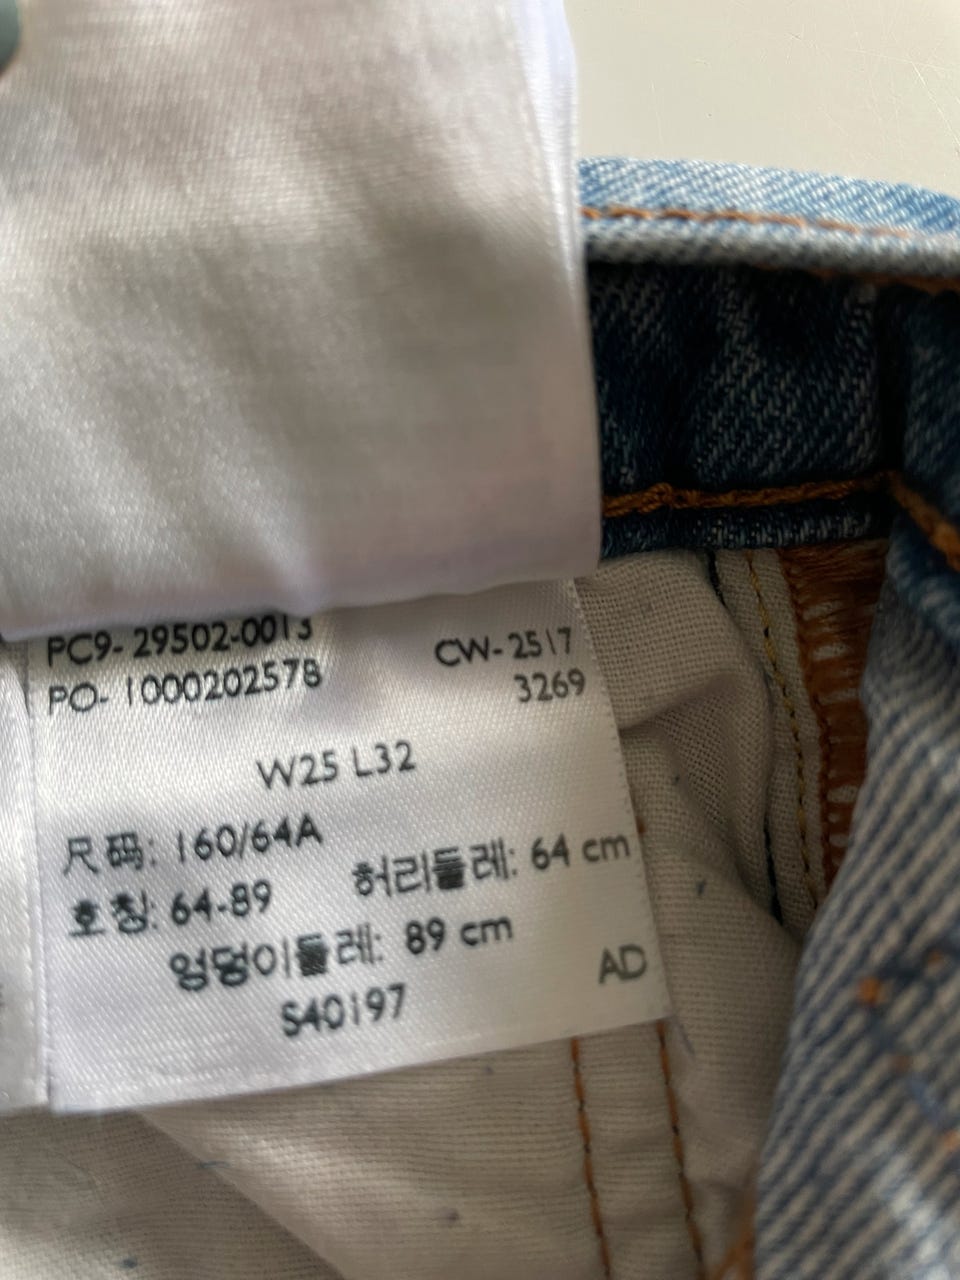 PC9- 29502-0013
CW- 2517
PO- 1000202578
3269
W25 L32
尺码: 160/64A
호칭: 64-89
허리둘레: 64 cm
엉덩이둘레: 89 cm
AD
S40197